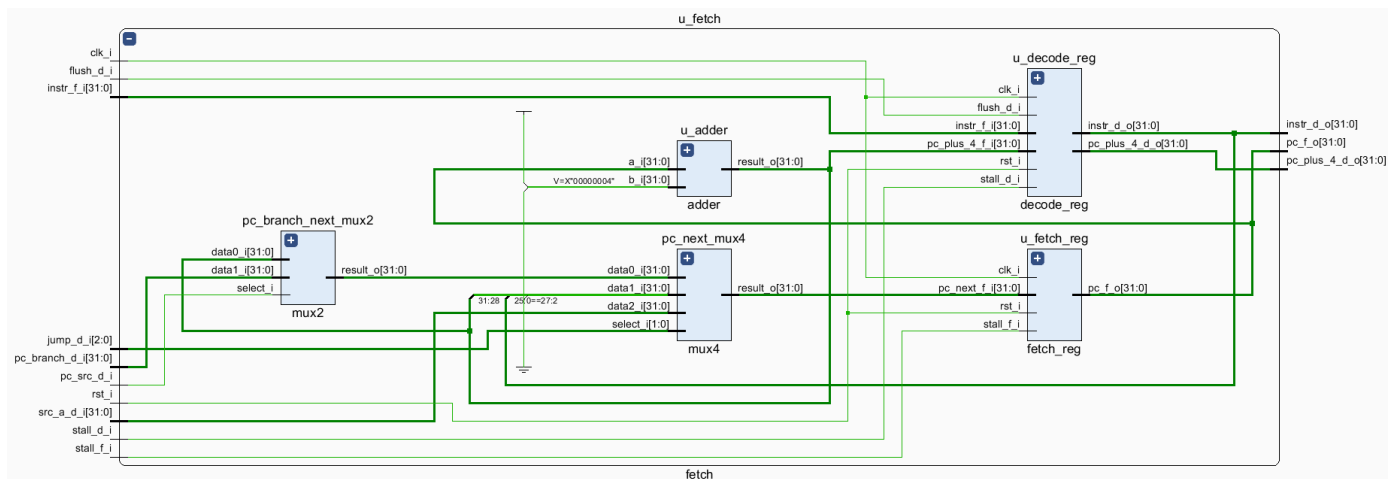 u_fetch
clk_i
flush_d_i
instr_f_i[31:0]
jump_d_i[2:0]
pc_branch_d_i[31:0]
pc_src_d_i
rst_i
src_a_d_i[31:0]
stall_d_i
stall_f_i
pc_branch_next_mux2
data0_i[31:0]
data1_i[31:0]
select_i
result_o[31:0]
mux2
u_adder
a_i[31:0]
V=X"00000004"
b_i[31:0]
result_o[31:0]
adder
pc_next_mux4
data0_i[31:0]
data1_i[31:0]
data2_i[31:0]
select_i[1:0]
31:28
25:0==27:2
result_o[31:0]
mux4
u_decode_reg
clk_i
flush_d_i
instr_f_i[31:0]
pc_plus_4_f_i[31:0]
rst_i
stall_d_i
instr_d_o[31:0]
pc_plus_4_d_o[31:0]
decode_reg
u_fetch_reg
clk_i
pc_next_f_i[31:0]
rst_i
stall_f_i
pc_f_o[31:0]
fetch_reg
instr_d_o[31:0]
pc_f_o[31:0]
pc_plus_4_d_o[31:0]
fetch